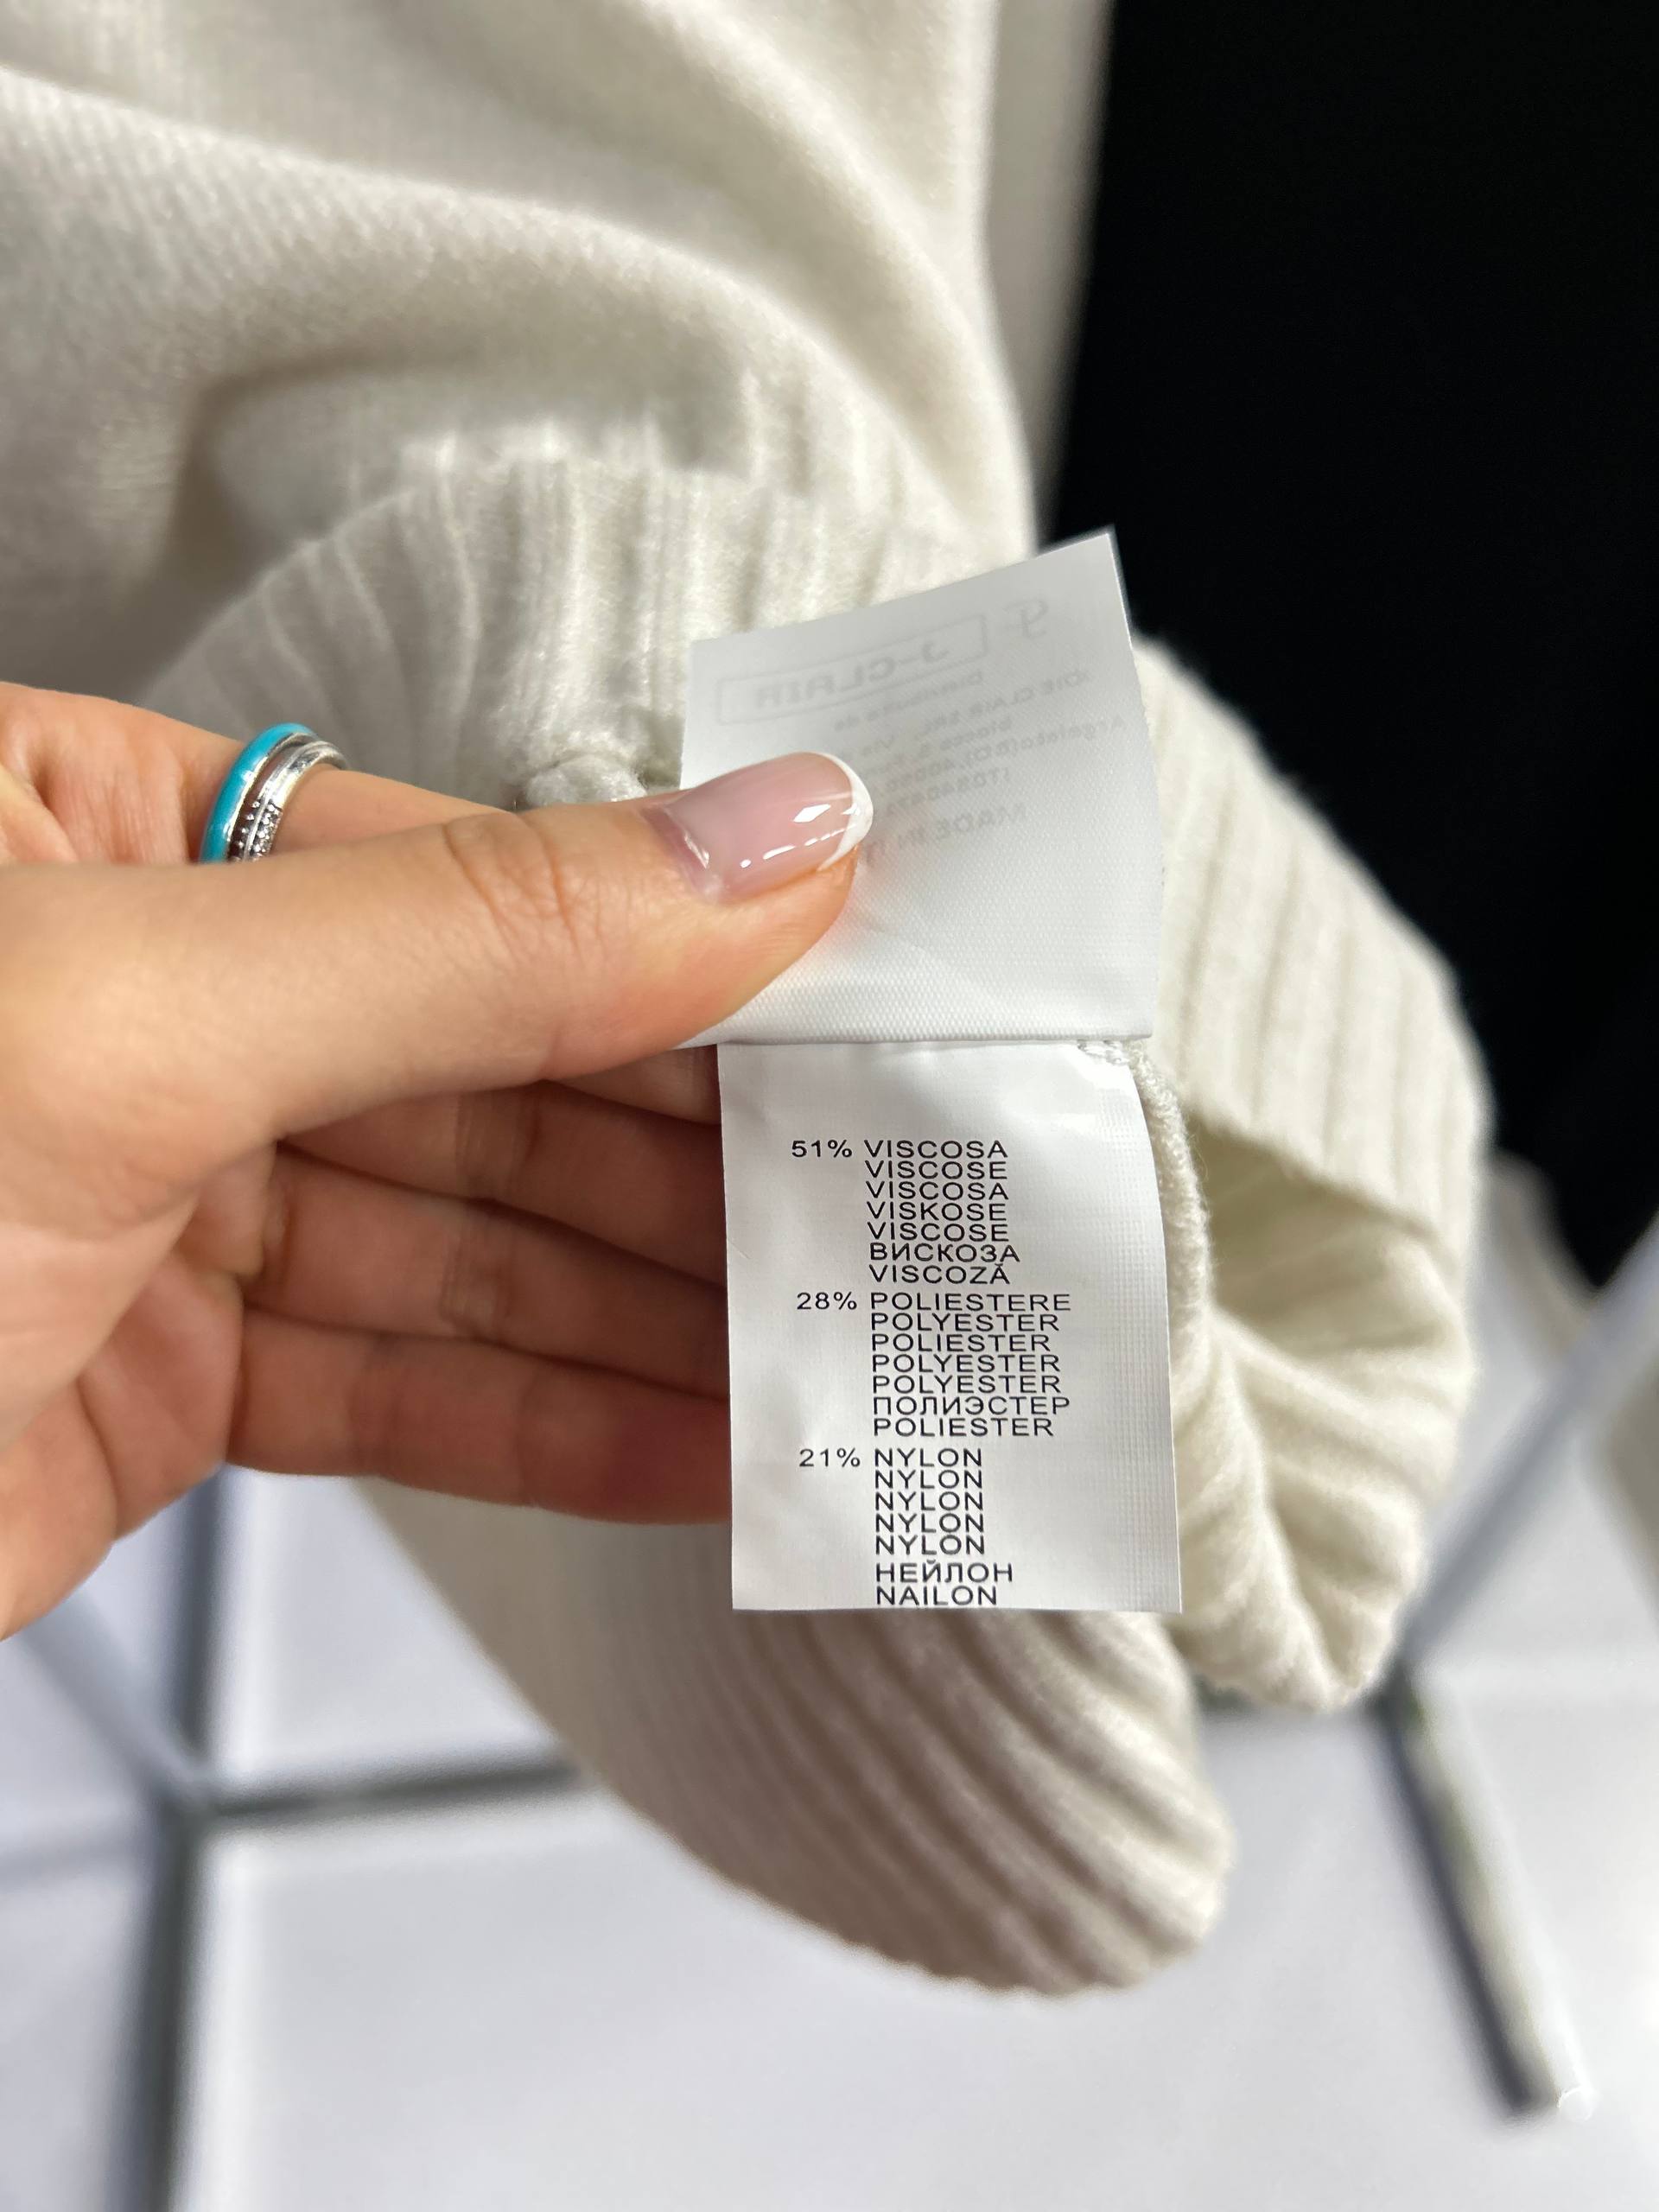 J-CLAIR
51% VISCOSA
VISCOSE
VISCOSA
VISKOSE
VISCOSE
ВИСКОЗА
VISCOZĂ
28% POLIESTERE
POLYESTER
POLIESTER
POLYESTER
POLYESTER
ПОЛИЭСТЕР
POLIESTER
21% NYLON
NYLON
NYLON
NYLON
NYLON
НЕЙЛОН
NAILON